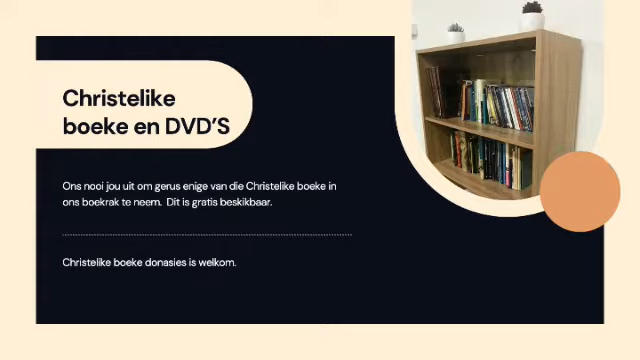 Christelike
boeke en DVD'S
Ons nooi jou uit om gerus enige van die Christelike boeke in
ons boekrak te neem. Dit is gratis beskikbaar.
Christelike boeke donasies is welkom.